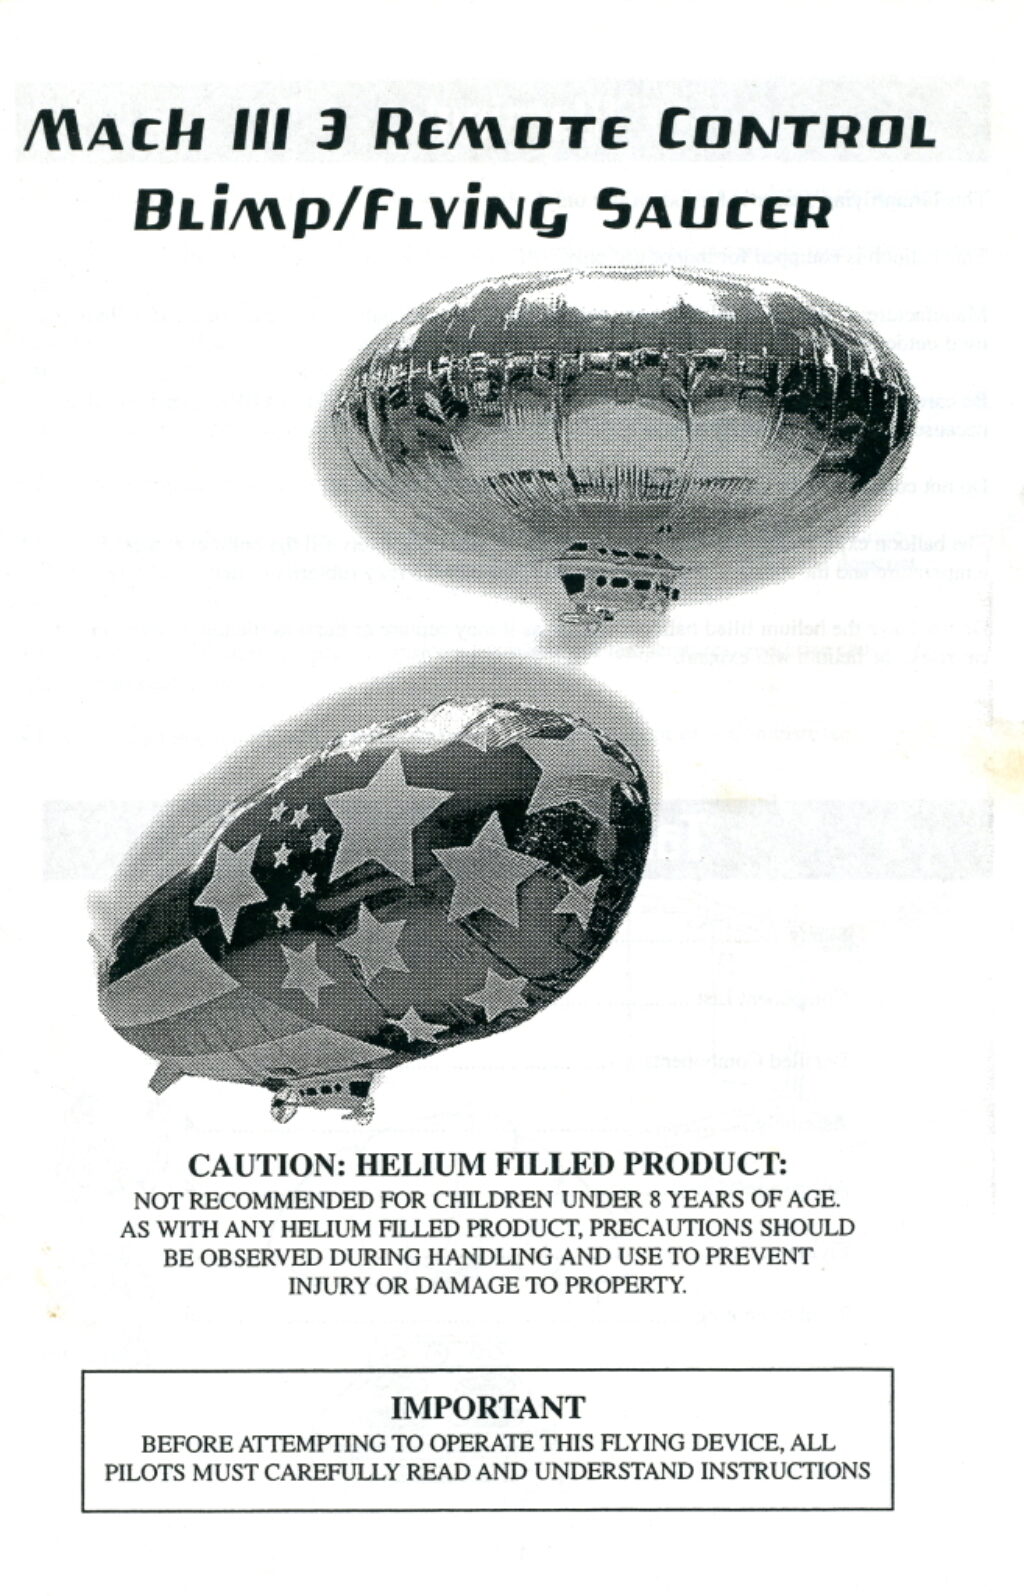 Mach III 3 Remote Control
Blimp/Flying Saucer
CAUTION: HELIUM FILLED PRODUCT:
NOT RECOMMENDED FOR CHILDREN UNDER 8 YEARS OF AGE.
AS WITH ANY HELIUM FILLED PRODUCT, PRECAUTIONS SHOULD
BE OBSERVED DURING HANDLING AND USE TO PREVENT
INJURY OR DAMAGE TO PROPERTY.
IMPORTANT
BEFORE ATTEMPTING TO OPERATE THIS FLYING DEVICE, ALL
PILOTS MUST CAREFULLY READ AND UNDERSTAND INSTRUCTIONS